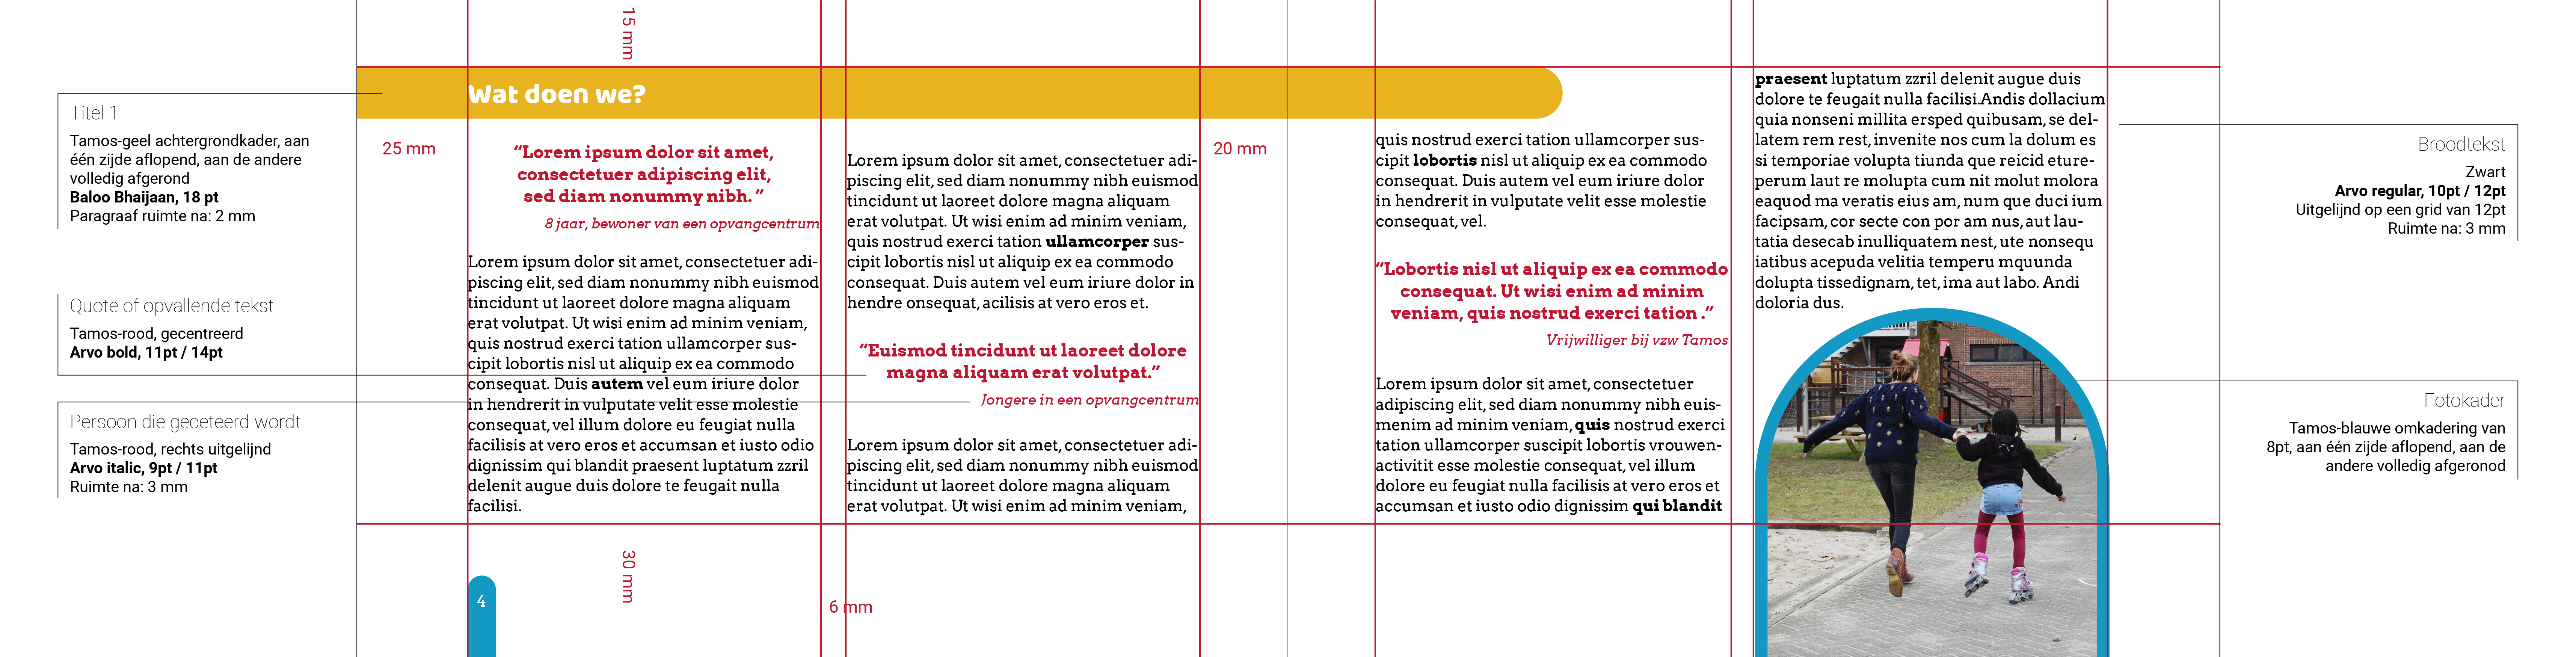 15 mm
Titel 1
Tamos-geel achtergrondkader, aan
één zijde aflopend, aan de andere
volledig afgerond
Baloo Bhaijaan, 18 pt
Paragraaf ruimte na: 2 mm
Quote of opvallende tekst
Tamos-rood, gecentreerd
Arvo bold, 11pt / 14pt
Persoon die geceteerd wordt
Tamos-rood, rechts uitgelijnd
Arvo italic, 9pt / 11pt
Ruimte na: 3 mm
Wat doen we?
25 mm
“Lorem ipsum dolor sit amet,
consectetuer adipiscing elit,
sed diam nonummy nibh. ”
8 jaar, bewoner van een opvangcentrum
Lorem ipsum dolor sit amet, consectetuer adi-
piscing elit, sed diam nonummy nibh euismod
tincidunt ut laoreet dolore magna aliquam
erat volutpat. Ut wisi enim ad minim veniam,
quis nostrud exerci tation ullamcorper sus-
cipit lobortis nisl ut aliquip ex ea commodo
consequat. Duis autem vel eum iriure dolor
in hendrerit in vulputate velit esse molestie
consequat, vel illum dolore eu feugiat nulla
facilisis at vero eros et accumsan et iusto odio
dignissim qui blandit praesent luptatum zzril
delenit augue duis dolore te feugait nulla
facilisi.
4
30 mm
6 mm
Lorem ipsum dolor sit amet, consectetuer adi-
piscing elit, sed diam nonummy nibh euismod
tincidunt ut laoreet dolore magna aliquam
erat volutpat. Ut wisi enim ad minim veniam,
quis nostrud exerci tation ullamcorper sus-
cipit lobortis nisl ut aliquip ex ea commodo
consequat. Duis autem vel eum iriure dolor in
hendre onsequat, acilisis at vero eros et.
“Euismod tincidunt ut laoreet dolore
magna aliquam erat volutpat.”
Jongere in een opvangcentrum
Lorem ipsum dolor sit amet, consectetuer adi-
piscing elit, sed diam nonummy nibh euismod
tincidunt ut laoreet dolore magna aliquam
erat volutpat. Ut wisi enim ad minim veniam,
20 mm
quis nostrud exerci tation ullamcorper sus-
cipit lobortis nisl ut aliquip ex ea commodo
consequat. Duis autem vel eum iriure dolor
in hendrerit in vulputate velit esse molestie
consequat, vel.
“Lobortis nisl ut aliquip ex ea commodo
consequat. Ut wisi enim ad minim
veniam, quis nostrud exerci tation .”
Vrijwilliger bij vzw Tamos
Lorem ipsum dolor sit amet, consectetuer
adipiscing elit, sed diam nonummy nibh euis-
menim ad minim veniam, quis nostrud exerci
tation ullamcorper suscipit lobortis vrouwen-
activitit esse molestie consequat, vel illum
dolore eu feugiat nulla facilisis at vero eros et
accumsan et iusto odio dignissim qui blandit
praesent luptatum zzril delenit augue duis
dolore te feugait nulla facilisi.Andis dollacium
quia nonseni millita ersped quibusam, se del-
latem rem rest, invenite nos cum la dolum es
si temporiae volupta tiunda que reicid eture-
perum laut re molupta cum nit molut molora
eaquod ma veratis eius am, num que duci ium
facipsam, cor secte con por am nus, aut lau-
tatia desecab inulliquatem nest, ute nonsequ
iatibus acepuda velitia temperu mquunda
dolupta tissedignam, tet, ima aut labo. Andi
doloria dus.
Broodtekst
Zwart
Arvo regular, 10pt / 12pt
Uitgelijnd op een grid van 12pt
Ruimte na: 3 mm
Fotokader
Tamos-blauwe omkadering van
8pt, aan één zijde aflopend, aan de
andere volledig afgeronod